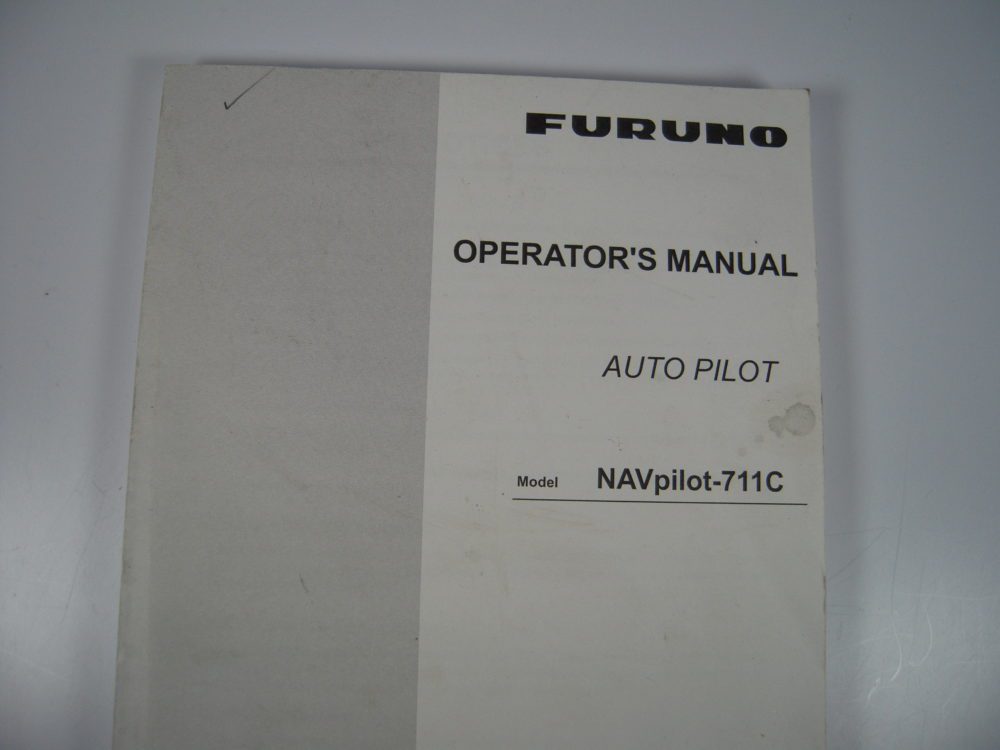 FURUNO
OPERATOR'S MANUAL
AUTO PILOT
Model NAVpilot-711C